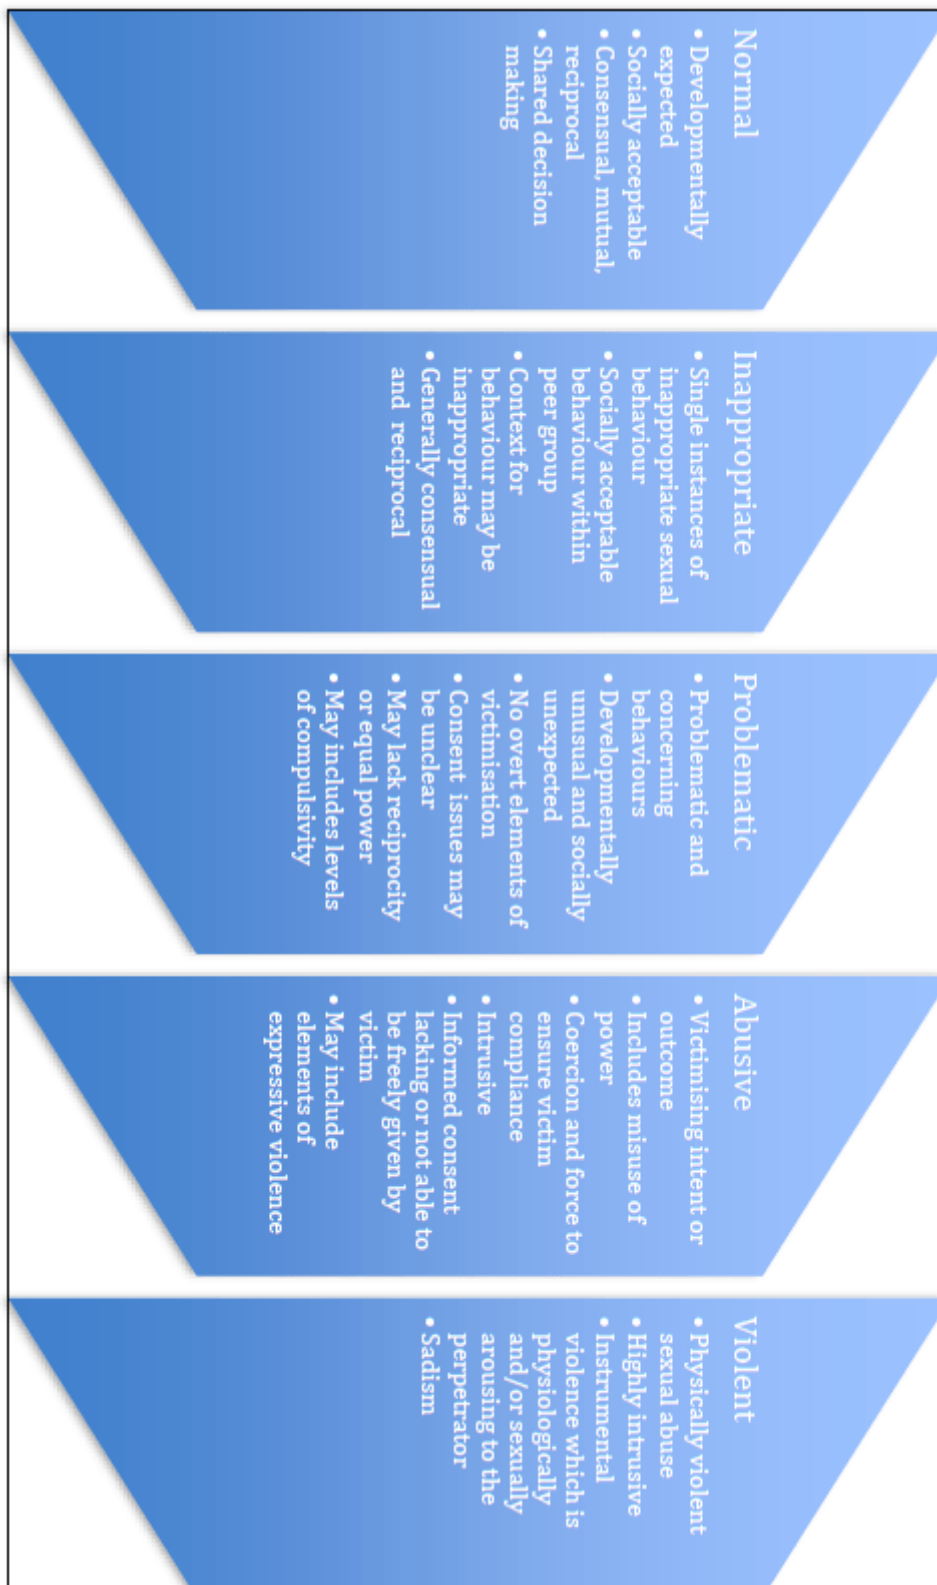 Normal
• Developmentally
expected
• Socially acceptable
• Consensual, mutual,
reciprocal
• Shared decision
making
Inappropriate
• Single instances of
inappropriate sexual
behaviour
• Socially acceptable
behaviour within
peer group
• Context for
behaviour may be
inappropriate
• Generally consensual
and reciprocal
Problematic
• Problematic and
concerning
behaviours
• Developmentally
unusual and socially
unexpected
• No overt elements of
victimisation
• Consent issues may
be unclear
• May lack reciprocity
or equal power
• May includes levels
of compulsivity
Abusive
• Victimising intent or
outcome
• Includes misuse of
power
• Coercion and force to
ensure victim
compliance
• Intrusive
• Informed consent
lacking or not able to
be freely given by
victim
• May include
elements of
expressive violence
Violent
• Physically violent
sexual abuse
• Highly intrusive
• Instrumental
violence which is
physiologically
and/or sexually
arousing to the
perpetrator
• Sadism